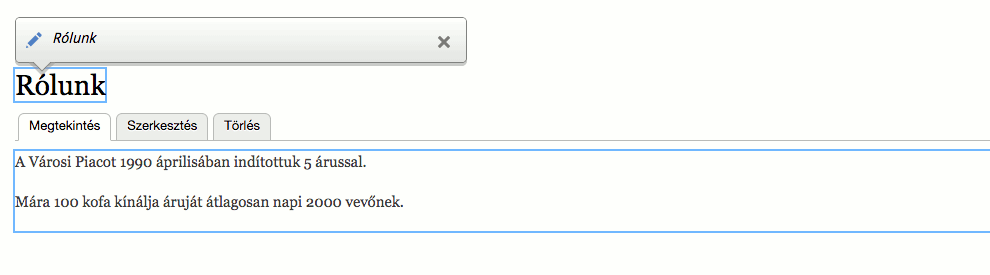 Rólunk
Rólunk
Megtekintés Szerkesztés Törlés
A Városi Piacot 1990 áprilisában indítottuk 5 árussal.
Mára 100 kofa kínálja áruját átlagosan napi 2000 vevőnek.